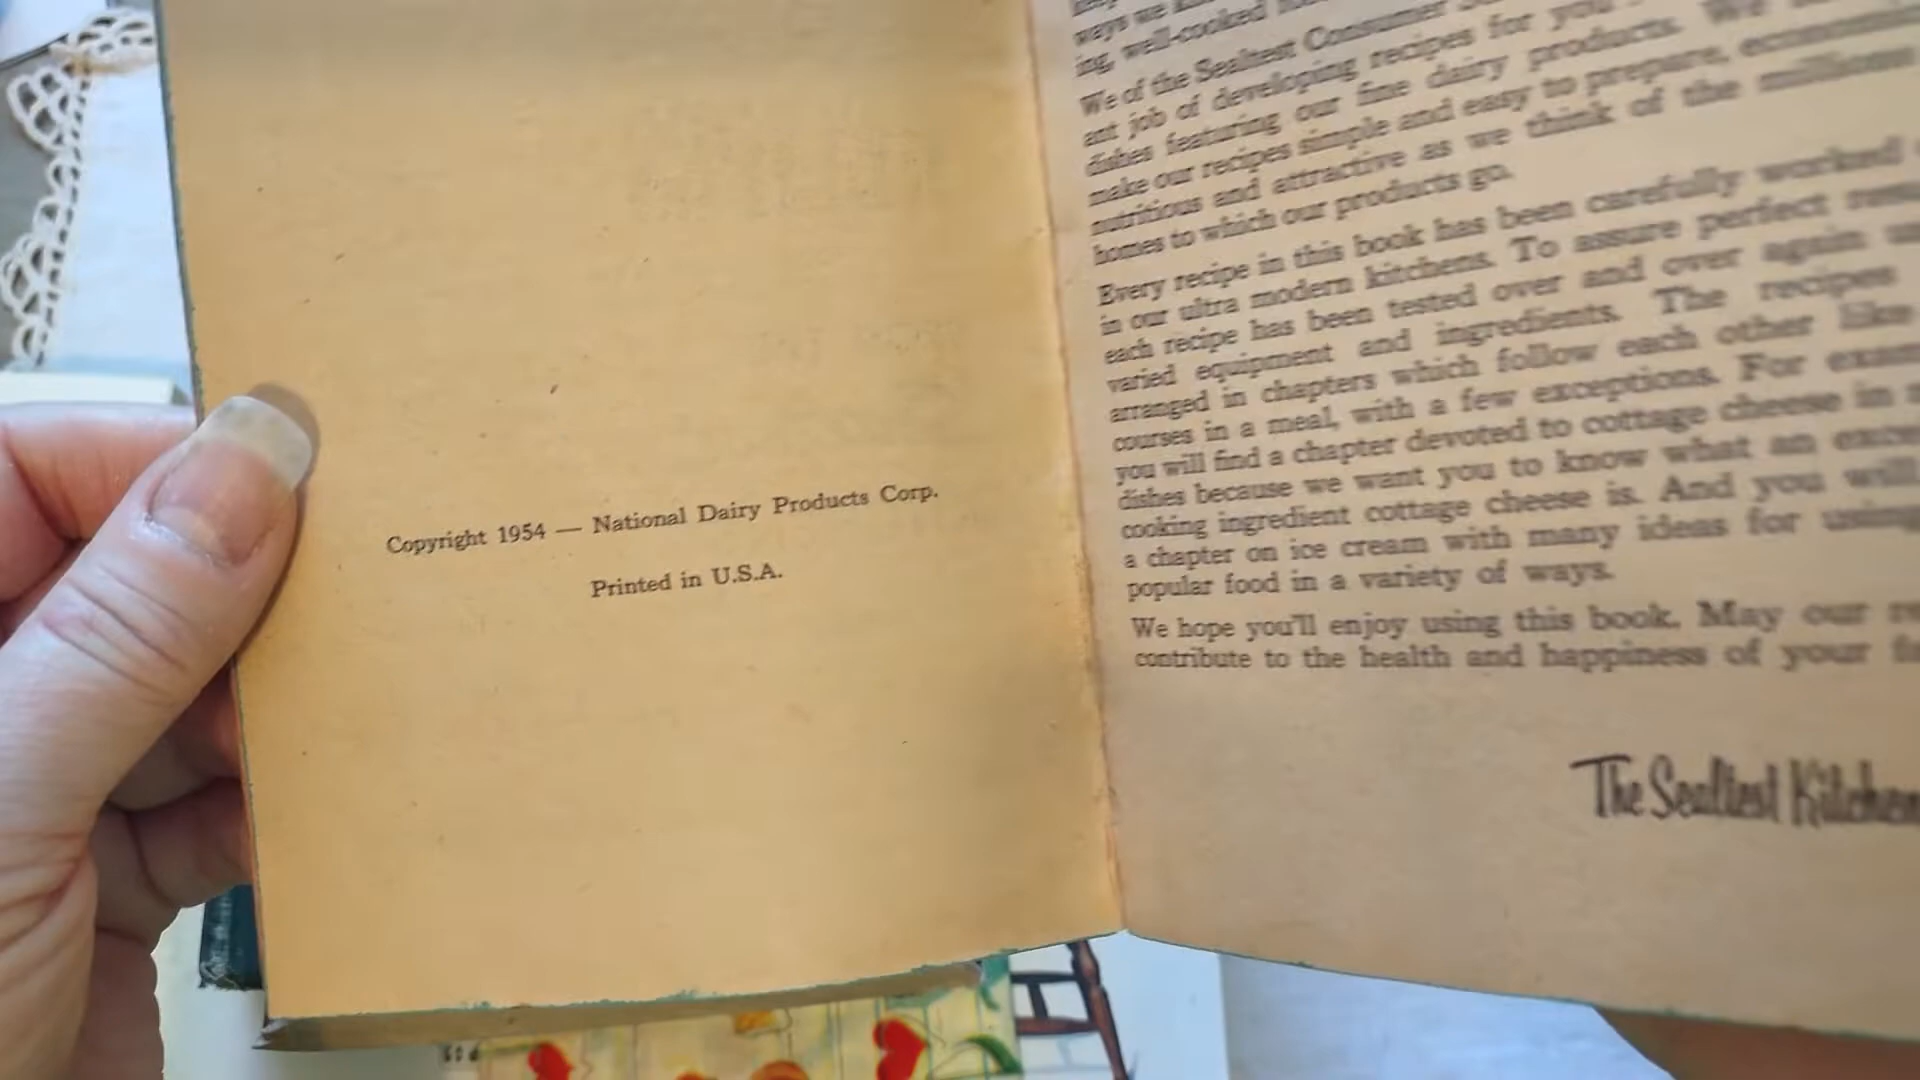 Copyright 1954 — National Dairy Products Corp.
Printed in U.S.A.
ways we
ing, well-cooked
We of the Sealtest Consumer
ant job of developing recipes for you
dishes featuring our fine dairy products. We
make our recipes simple and easy to prepare,
nutritious and attractive as we think of the millions
homes to which our products go.
Every recipe in this book has been carefully worked
in our ultra modern kitchens. To assure perfect
each recipe has been tested over and over again
varied equipment and ingredients. The recipes
arranged in chapters which follow each other like
courses in a meal, with a few exceptions. For
you will find a chapter devoted to cottage cheese in
dishes because we want you to know what an
cooking ingredient cottage cheese is. And you will
a chapter on ice cream with many ideas for using
popular food in a variety of ways.
We hope you'll enjoy using this book. May our
contribute to the health and happiness of your
The Sealtest Kitchen